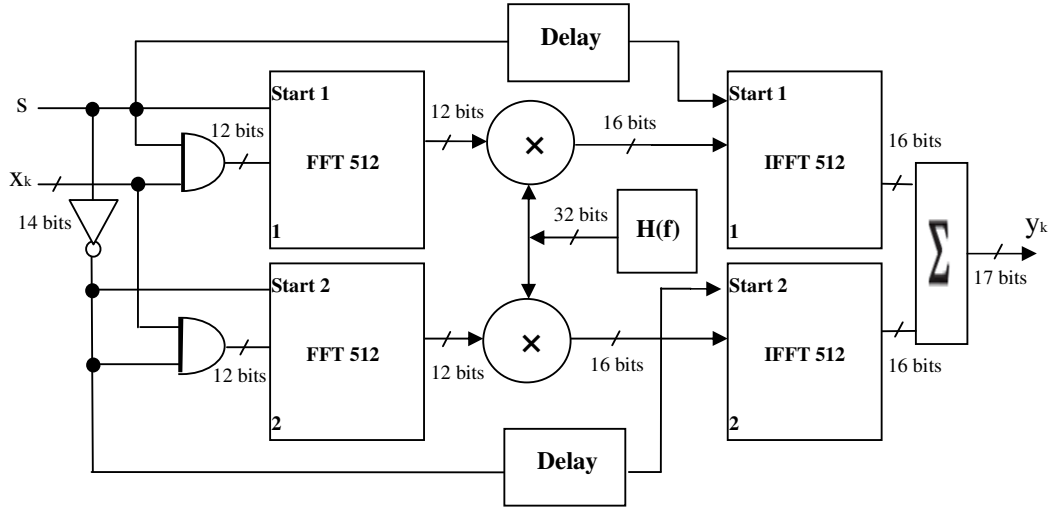 Delay
S
Start 1
12 bits
12 bits
16 bits
Start 1
FFT 512
×
IFFT 512
16 bits
Xk
14 bits
1
32 bits
H(f)
1
yk
Σ
17 bits
Start 2
Start 2
FFT 512
×
IFFT 512
12 bits
12 bits
16 bits
16 bits
2
2
Delay